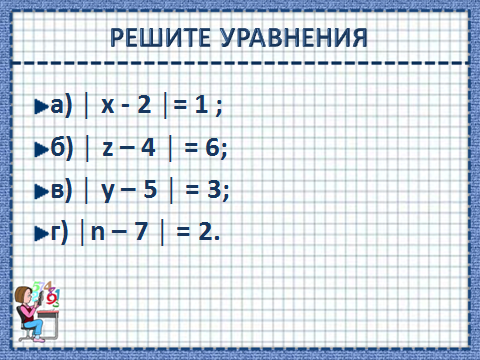 РЕШИТЕ УРАВНЕНИЯ
а) | x - 2 |= 1 ;
б) | z – 4 | = 6;
в) | y – 5 | = 3;
г) |n – 7 | = 2.